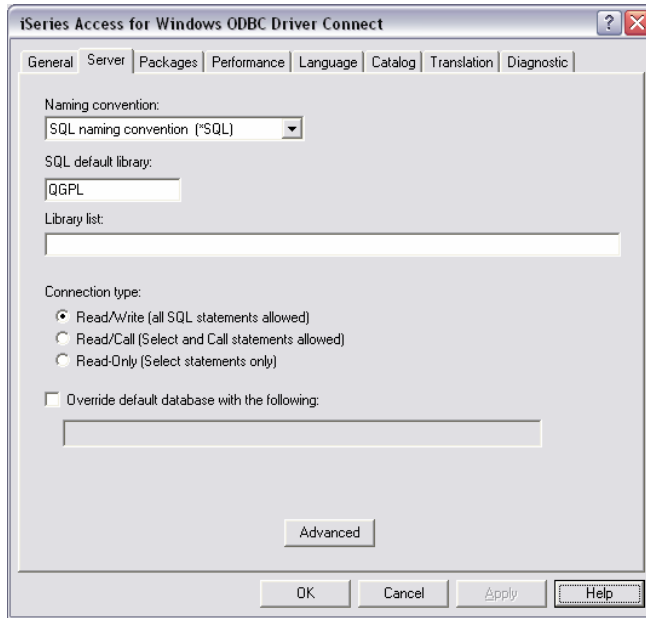 iSeries Access for Windows ODBC Driver Connect
General Server Packages Performance Language Catalog Translation Diagnostic
Naming convention:
SQL naming convention (*SQL)
SQL default library:
QGPL
Library list:
Connection type:
Read/Write (all SQL statements allowed)
Read/Call (Select and Call statements allowed)
Read-Only (Select statements only)
Override default database with the following:
Advanced
OK Cancel Apply Help